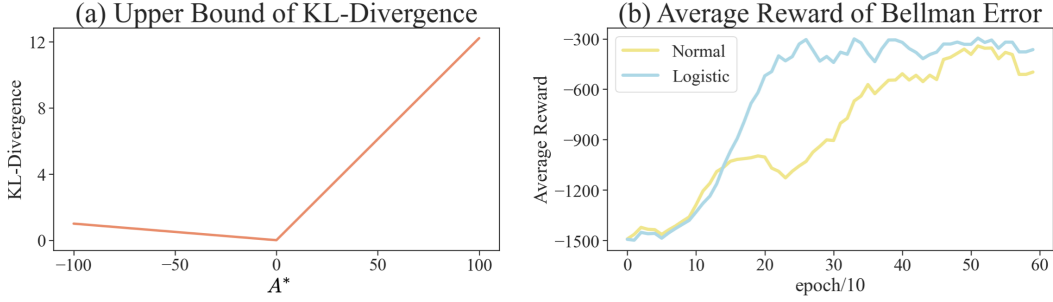 (a) Upper Bound of KL-Divergence
KL-Divergence
12
8
4
0
−100
−50
0
50
100
A*
(b) Average Reward of Bellman Error
Average Reward
−300
−600
−900
−1200
−1500
Normal
Logistic
0
10
20
30
40
50
60
epoch/10